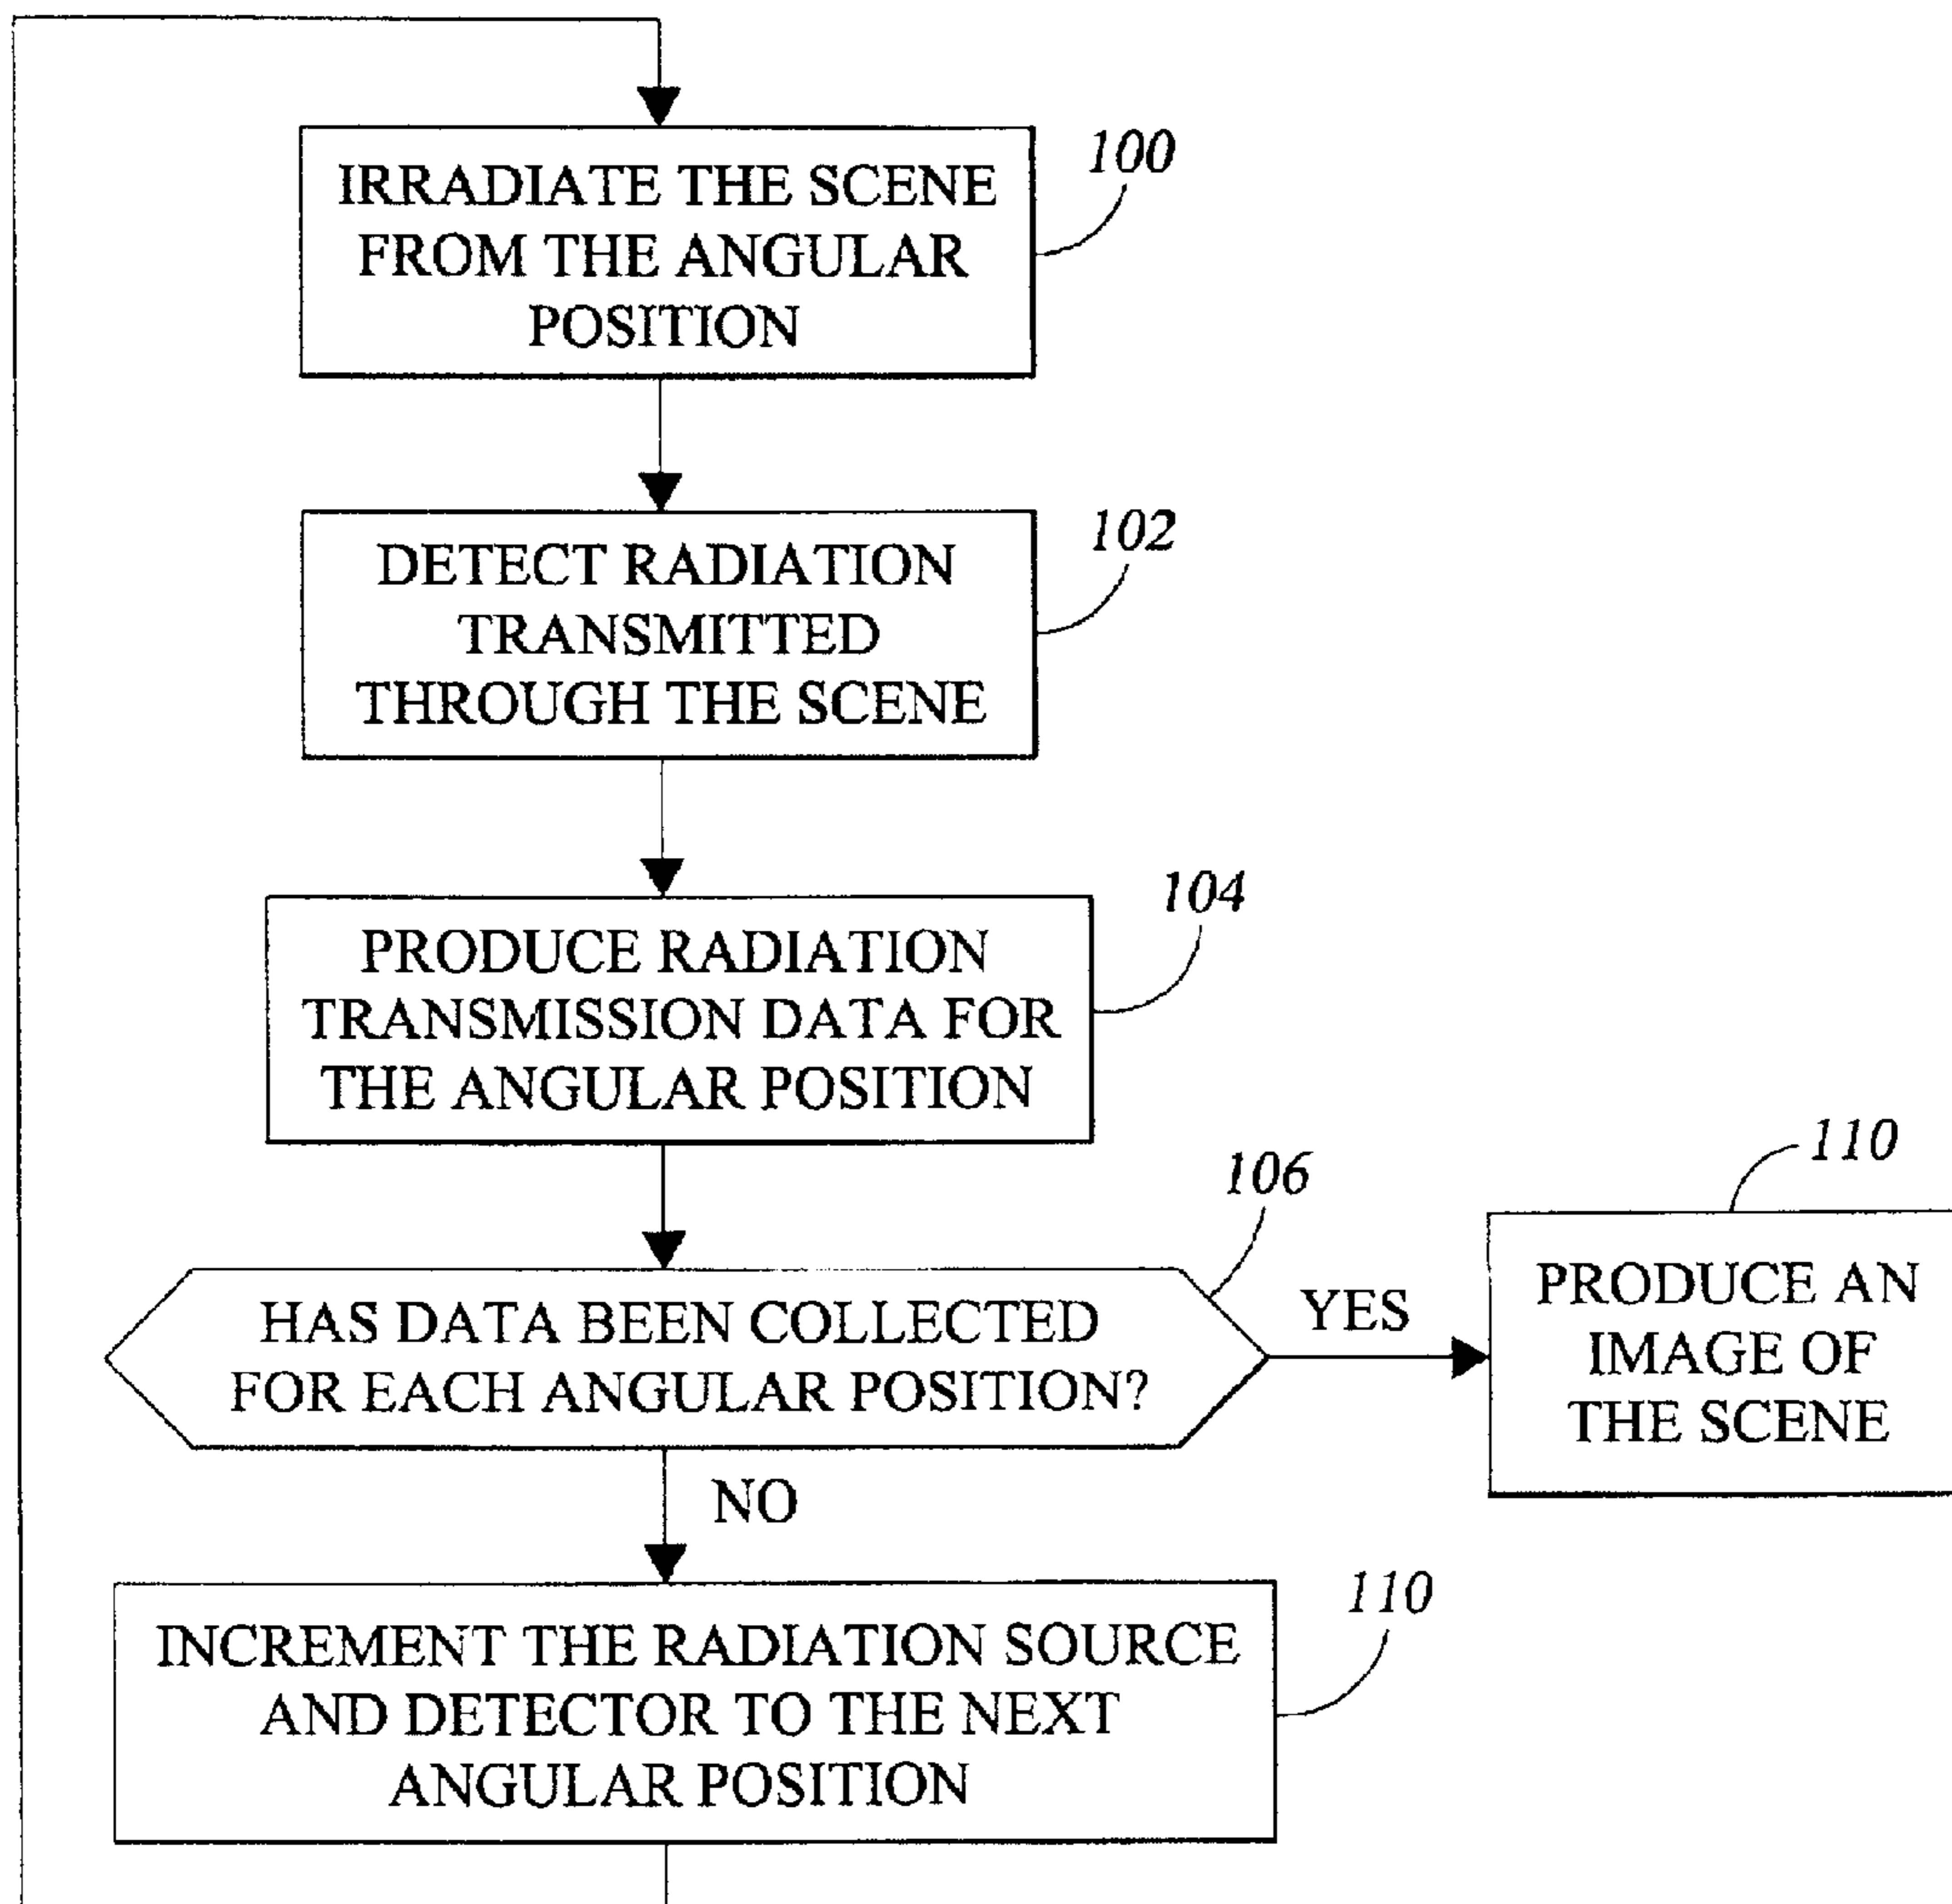 IRRADIATE THE SCENE
FROM THE ANGULAR
POSITION
100
DETECT RADIATION
TRANSMITTED
THROUGH THE SCENE
102
PRODUCE RADIATION
TRANSMISSION DATA FOR
THE ANGULAR POSITION
104
HAS DATA BEEN COLLECTED
FOR EACH ANGULAR POSITION?
106
YES
PRODUCE AN
IMAGE OF
THE SCENE
110
NO
INCREMENT THE RADIATION SOURCE
AND DETECTOR TO THE NEXT
ANGULAR POSITION
110